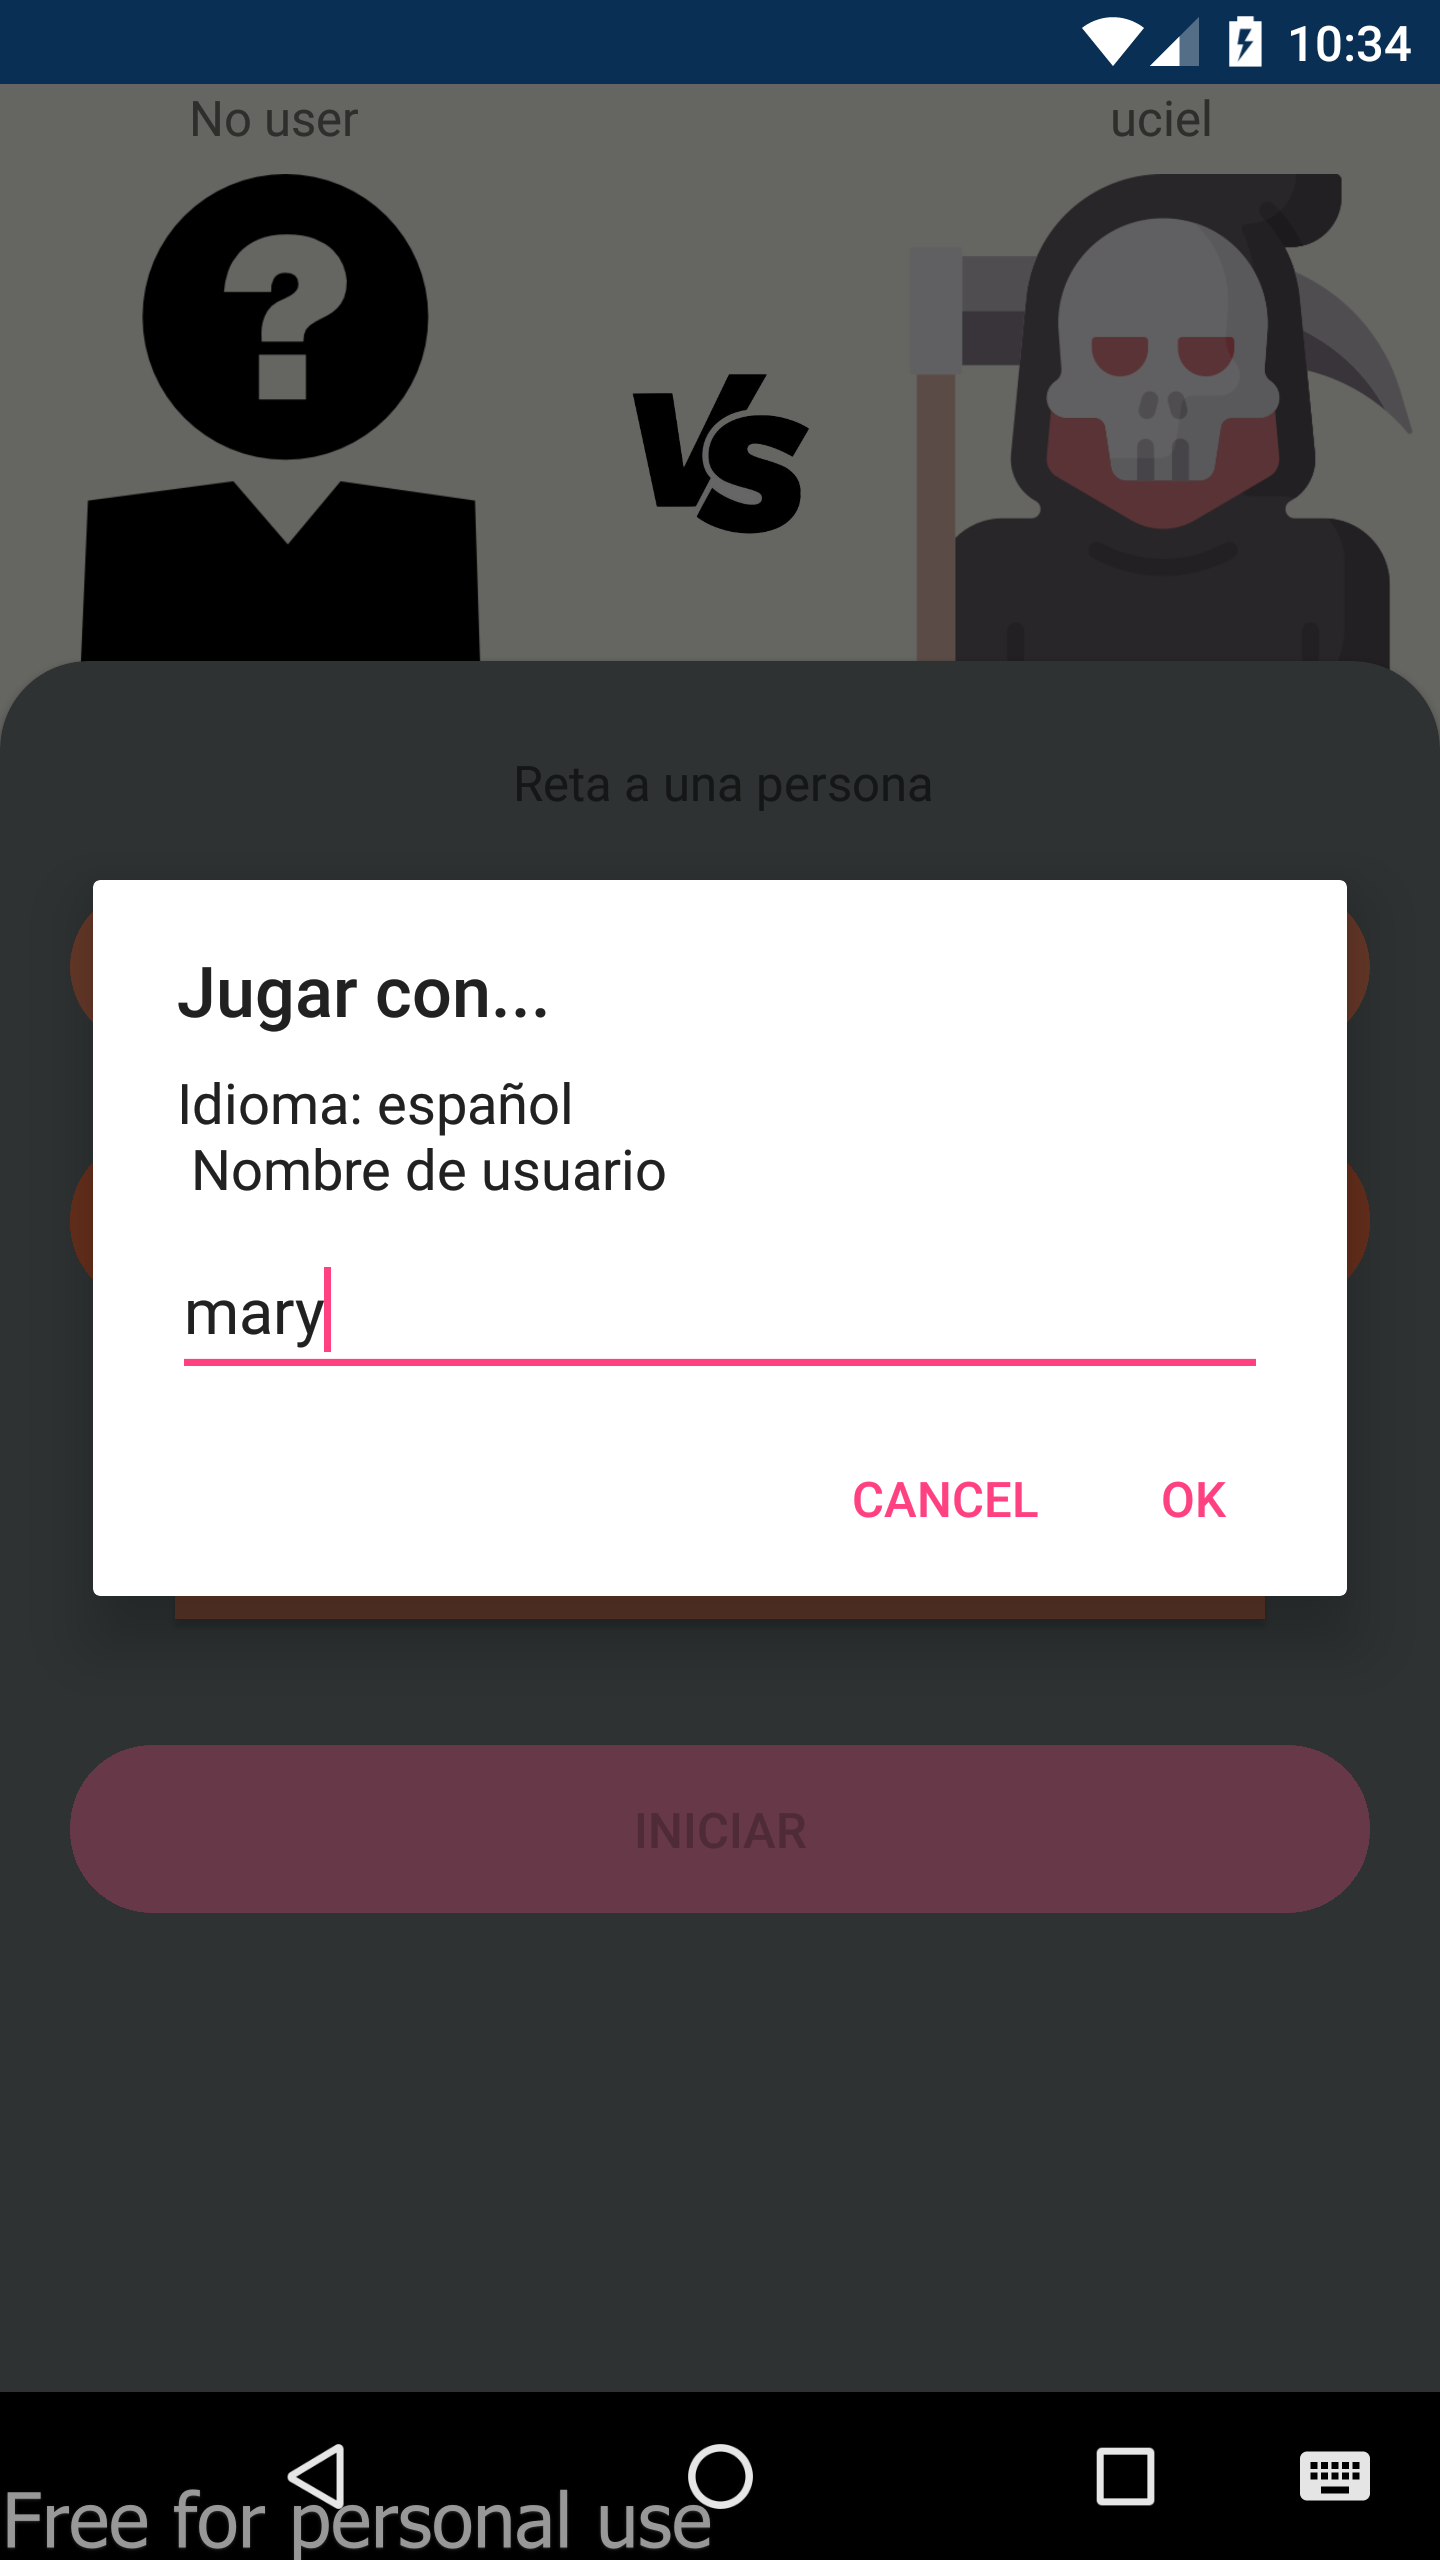 10:34
No user
uciel
?
VS
Reta a una persona
Jugar con...
Idioma: español
Nombre de usuario
mary
CANCEL
OK
INICIAR
Free for personal use